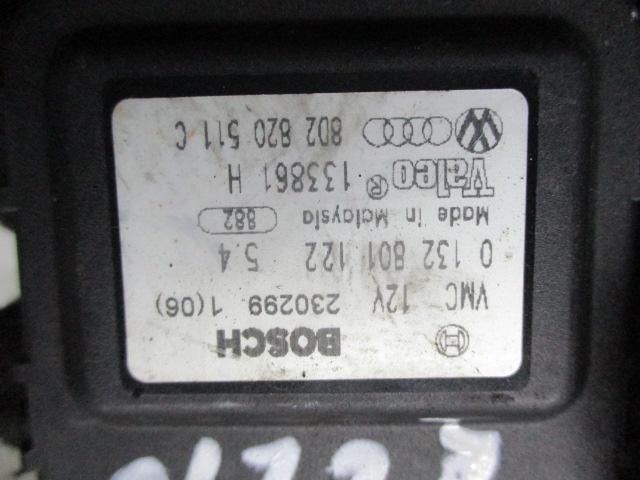 BOSCH
VMC 12V 230299 1(06)
0 132 801 122 5.4
Made in Malaysia 882
Valeo® 133861 H
8D2 820 511 C